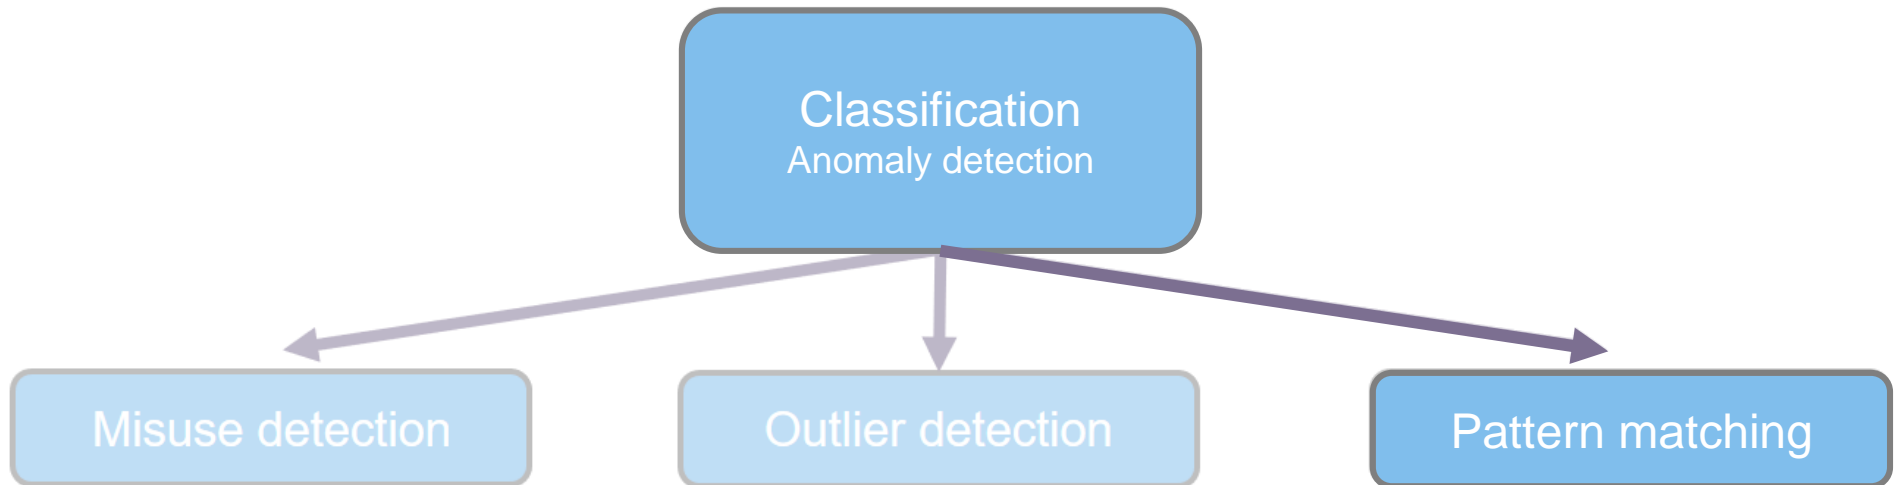 Classification
Anomaly detection
Misuse detection
Outlier detection
Pattern matching